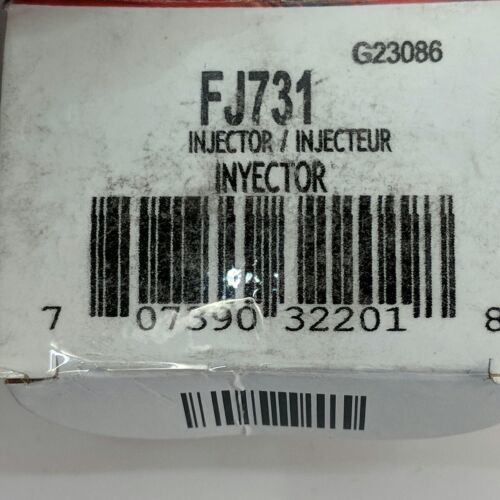 G23086
FJ731
INJECTOR / INJECTEUR
INYECTOR
7 07390 32201 8